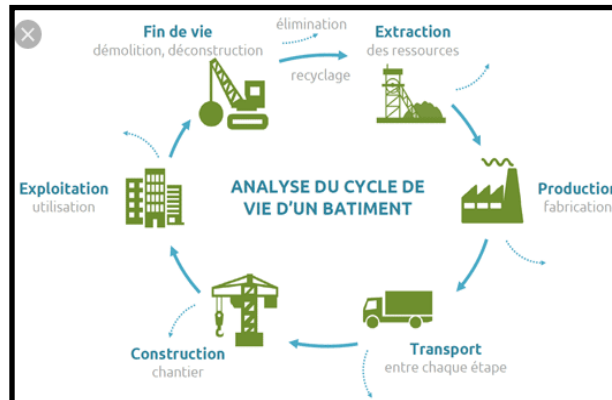 Fin de vie
démolition, déconstruction
élimination
recyclage
Extraction
des ressources
Exploitation
utilisation
ANALYSE DU CYCLE DE
VIE D'UN BATIMENT
Production
fabrication
Construction
chantier
Transport
entre chaque étape